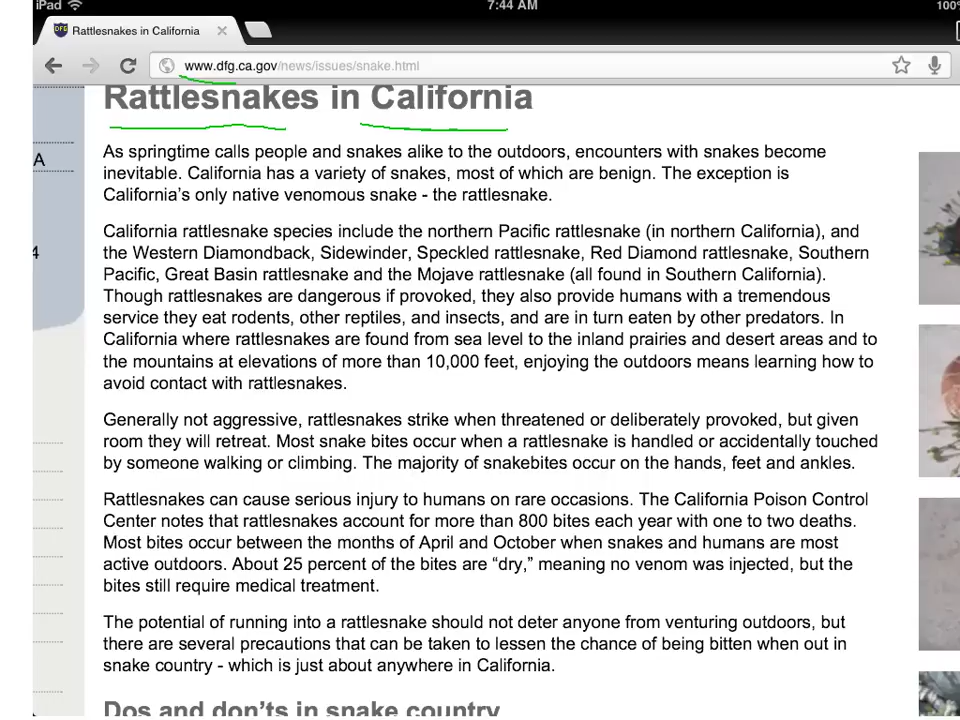 iPad 7:44 AM 100%
DFG Rattlesnakes in California
www.dfg.ca.gov/news/issues/snake.html
Rattlesnakes in California
As springtime calls people and snakes alike to the outdoors, encounters with snakes become
A
inevitable. California has a variety of snakes, most of which are benign. The exception is
California's only native venomous snake - the rattlesnake.
California rattlesnake species include the northern Pacific rattlesnake (in northern California), and
4
the Western Diamondback, Sidewinder, Speckled rattlesnake, Red Diamond rattlesnake, Southern
Pacific, Great Basin rattlesnake and the Mojave rattlesnake (all found in Southern California).
Though rattlesnakes are dangerous if provoked, they also provide humans with a tremendous
service they eat rodents, other reptiles, and insects, and are in turn eaten by other predators. In
California where rattlesnakes are found from sea level to the inland prairies and desert areas and to
the mountains at elevations of more than 10,000 feet, enjoying the outdoors means learning how to
avoid contact with rattlesnakes.
Generally not aggressive, rattlesnakes strike when threatened or deliberately provoked, but given
room they will retreat. Most snake bites occur when a rattlesnake is handled or accidentally touched
by someone walking or climbing. The majority of snakebites occur on the hands, feet and ankles.
Rattlesnakes can cause serious injury to humans on rare occasions. The California Poison Control
Center notes that rattlesnakes account for more than 800 bites each year with one to two deaths.
Most bites occur between the months of April and October when snakes and humans are most
active outdoors. About 25 percent of the bites are “dry,” meaning no venom was injected, but the
bites still require medical treatment.
The potential of running into a rattlesnake should not deter anyone from venturing outdoors, but
there are several precautions that can be taken to lessen the chance of being bitten when out in
snake country - which is just about anywhere in California.
Dos and don'ts in snake country